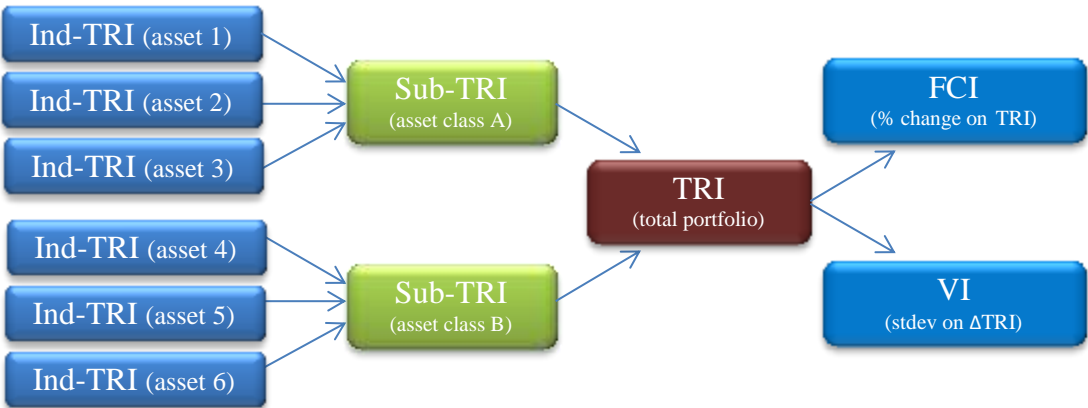 Ind-TRI (asset 1)
Ind-TRI (asset 2)
Ind-TRI (asset 3)
Ind-TRI (asset 4)
Ind-TRI (asset 5)
Ind-TRI (asset 6)
Sub-TRI
(asset class A)
Sub-TRI
(asset class B)
TRI
(total portfolio)
FCI
(% change on TRI)
VI
(stdev on ΔTRI)